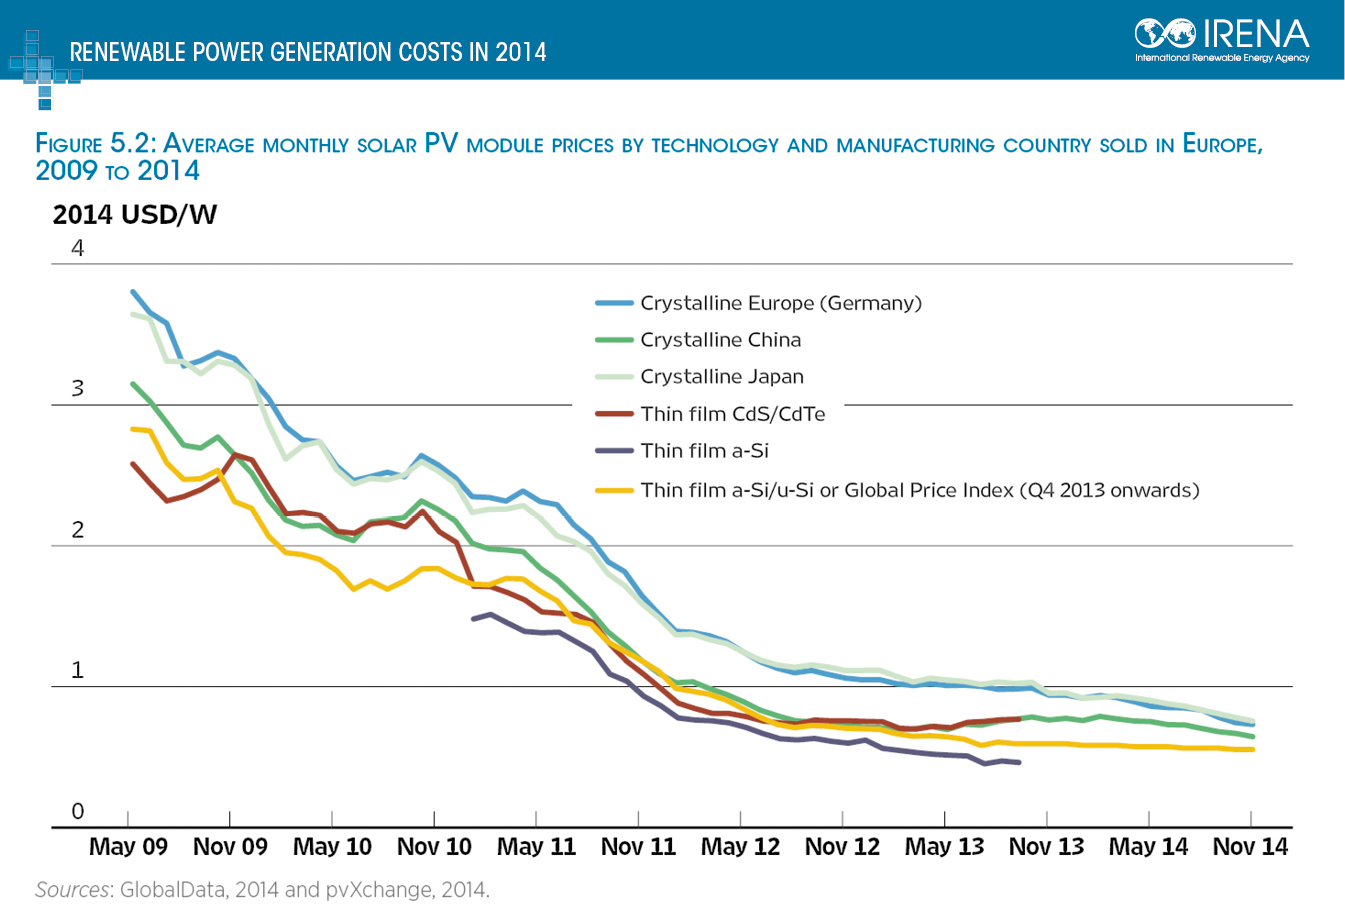 RENEWABLE POWER GENERATION COSTS IN 2014
IRENA
International Renewable Energy Agency
FIGURE 5.2: AVERAGE MONTHLY SOLAR PV MODULE PRICES BY TECHNOLOGY AND MANUFACTURING COUNTRY SOLD IN EUROPE,
2009 TO 2014
2014 USD/W
4
3
2
1
0
Crystalline Europe (Germany)
Crystalline China
Crystalline Japan
Thin film CdS/CdTe
Thin film a-Si
Thin film a-Si/u-Si or Global Price Index (Q4 2013 onwards)
May 09 Nov 09 May 10 Nov 10 May 11 Nov 11 May 12 Nov 12 May 13 Nov 13 May 14 Nov 14
Sources: GlobalData, 2014 and pvXchange, 2014.